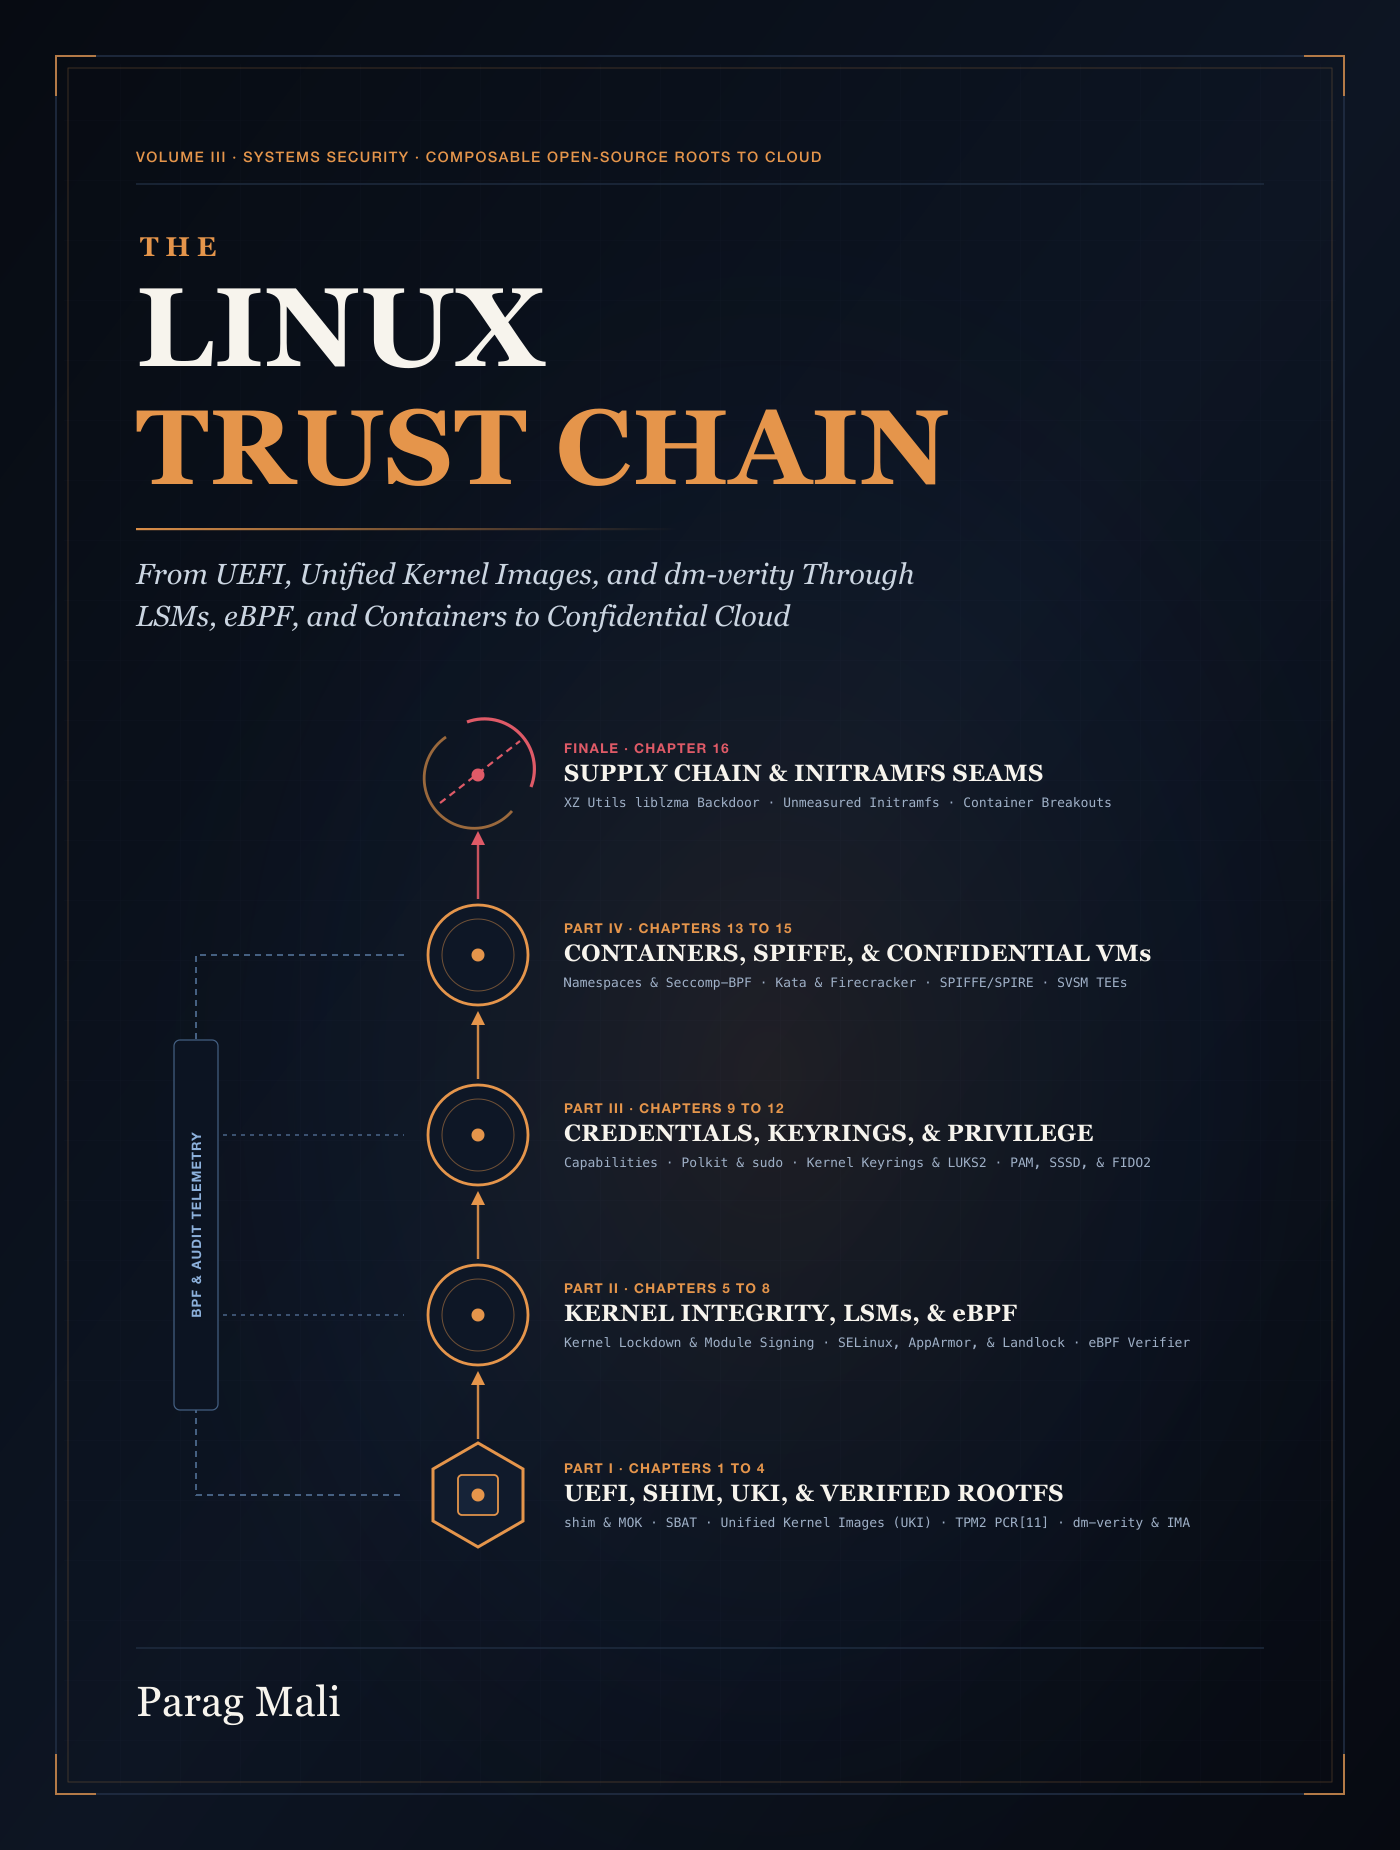 VOLUME III · SYSTEMS SECURITY · COMPOSABLE OPEN-SOURCE ROOTS TO CLOUD
THE
LINUX
TRUST CHAIN
From UEFI, Unified Kernel Images, and dm-verity Through
LSMs, eBPF, and Containers to Confidential Cloud
FINALE · CHAPTER 16
SUPPLY CHAIN & INITRAMFS SEAMS
XZ Utils liblzma Backdoor · Unmeasured Initramfs · Container Breakouts
PART IV · CHAPTERS 13 TO 15
CONTAINERS, SPIFFE, & CONFIDENTIAL VMs
Namespaces & Seccomp-BPF · Kata & Firecracker · SPIFFE/SPIRE · SVSM TEEs
PART III · CHAPTERS 9 TO 12
CREDENTIALS, KEYRINGS, & PRIVILEGE
Capabilities · Polkit & sudo · Kernel Keyrings & LUKS2 · PAM, SSSD, & FIDO2
BPF & AUDIT TELEMETRY
PART II · CHAPTERS 5 TO 8
KERNEL INTEGRITY, LSMs, & eBPF
Kernel Lockdown & Module Signing · SELinux, AppArmor, & Landlock · eBPF Verifier
PART I · CHAPTERS 1 TO 4
UEFI, SHIM, UKI, & VERIFIED ROOTFS
shim & MOK · SBAT · Unified Kernel Images (UKI) · TPM2 PCR[11] · dm-verity & IMA
Parag Mali